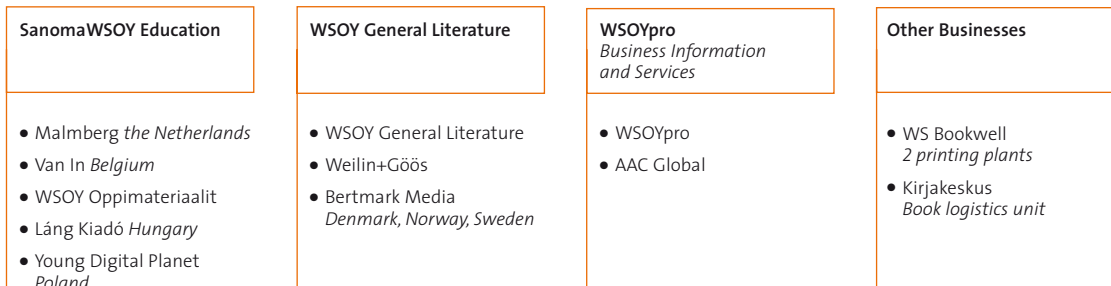 SanomaWSOY Education
• Malmberg the Netherlands
• Van In Belgium
• WSOY Oppimateriaalit
• Láng Kiadó Hungary
• Young Digital Planet
Poland
WSOY General Literature
• WSOY General Literature
• Weilin+Göös
• Bertmark Media
Denmark, Norway, Sweden
WSOYpro
Business Information
and Services
• WSOYpro
• AAC Global
Other Businesses
• WS Bookwell
2 printing plants
• Kirjakeskus
Book logistics unit